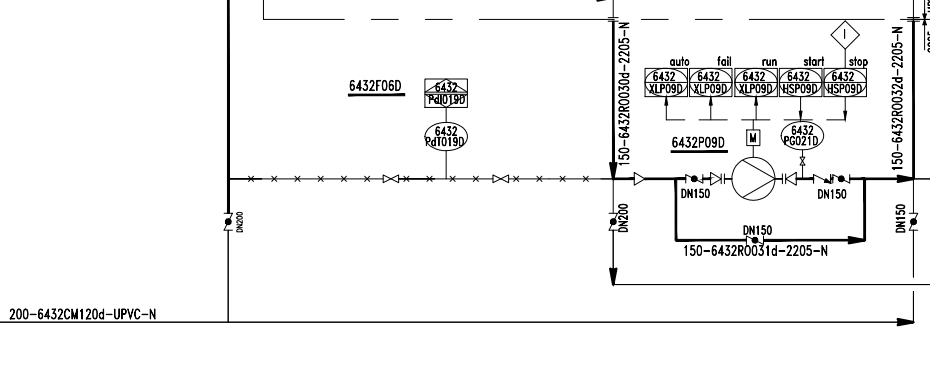 auto
fail
run
start
stop
I
6432
XLP09D
6432
XLP09D
6432
XLP09D
6432
HSP09D
6432
HSP09D
6432F06D
6432
PdI019D
6432
PdT019D
6432P09D
M
6432
PG021D
150-6432R0030d-2205-N
150-6432R0032d-2205-N
DN150
DN150
DN200
DN200
DN150
DN150
150-6432R0031d-2205-N
200-6432CM120d-UPVC-N